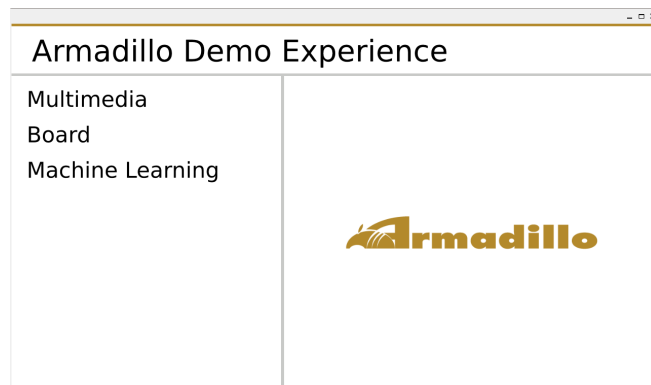 Armadillo Demo Experience
Multimedia
Board
Machine Learning
Armadillo